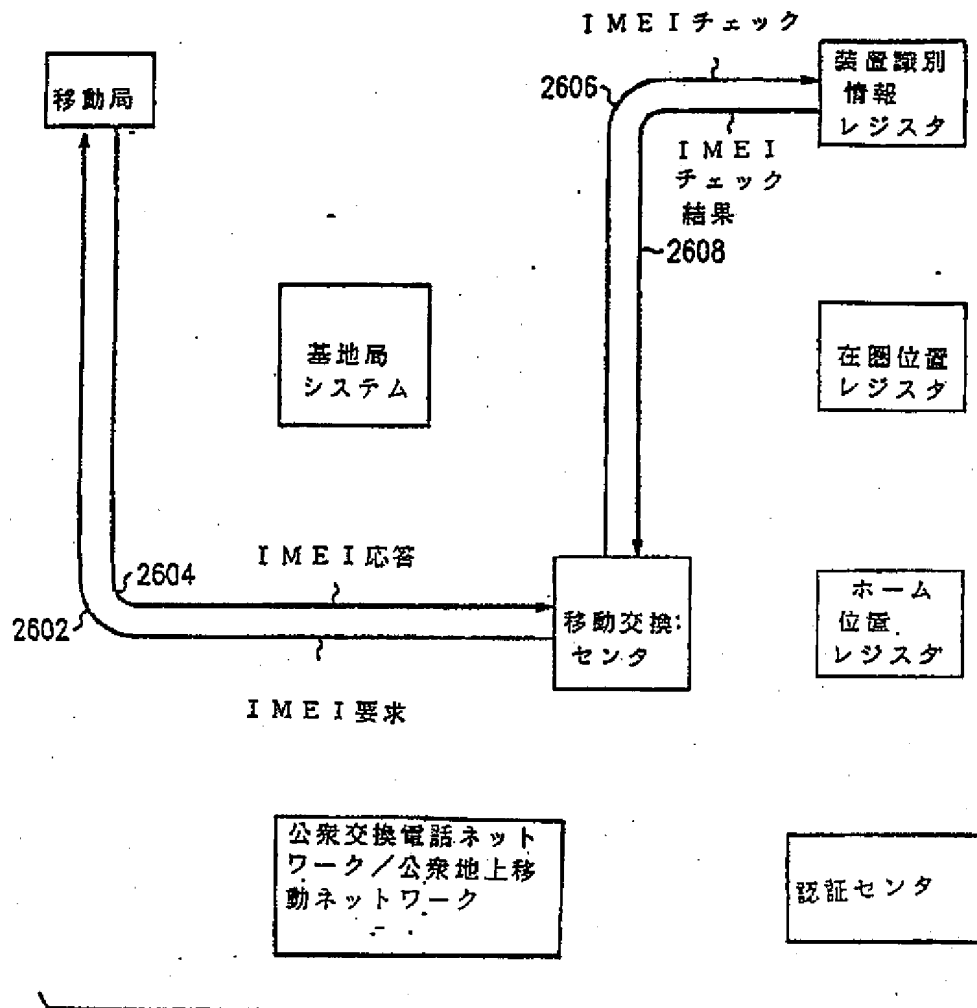 IMEIチェック
移動局
2606
装置識別
情報
レジスタ
IMEI
チェック
結果
2608
基地局
システム
在圏位置
レジスタ
IMEI応答
2604
2602
移動交換
センタ
ホーム
位置
レジスタ
IMEI要求
公衆交換電話ネット
ワーク/公衆地上移
動ネットワーク
認証センタ